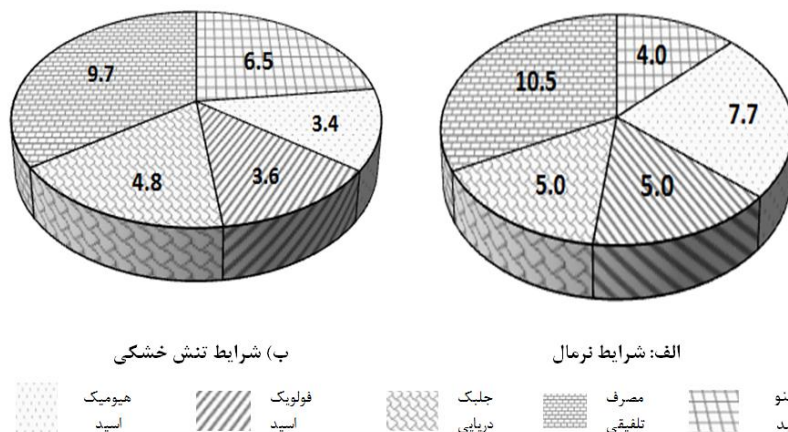 9.7
6.5
3.4
3.6
4.8
10.5
4.0
7.7
5.0
5.0
الف: شرایط نرمال
ب) شرایط تنش خشکی
مصرف
تلفیقی
جلبک
دریایی
فولویک
اسید
هیومیک
اسید